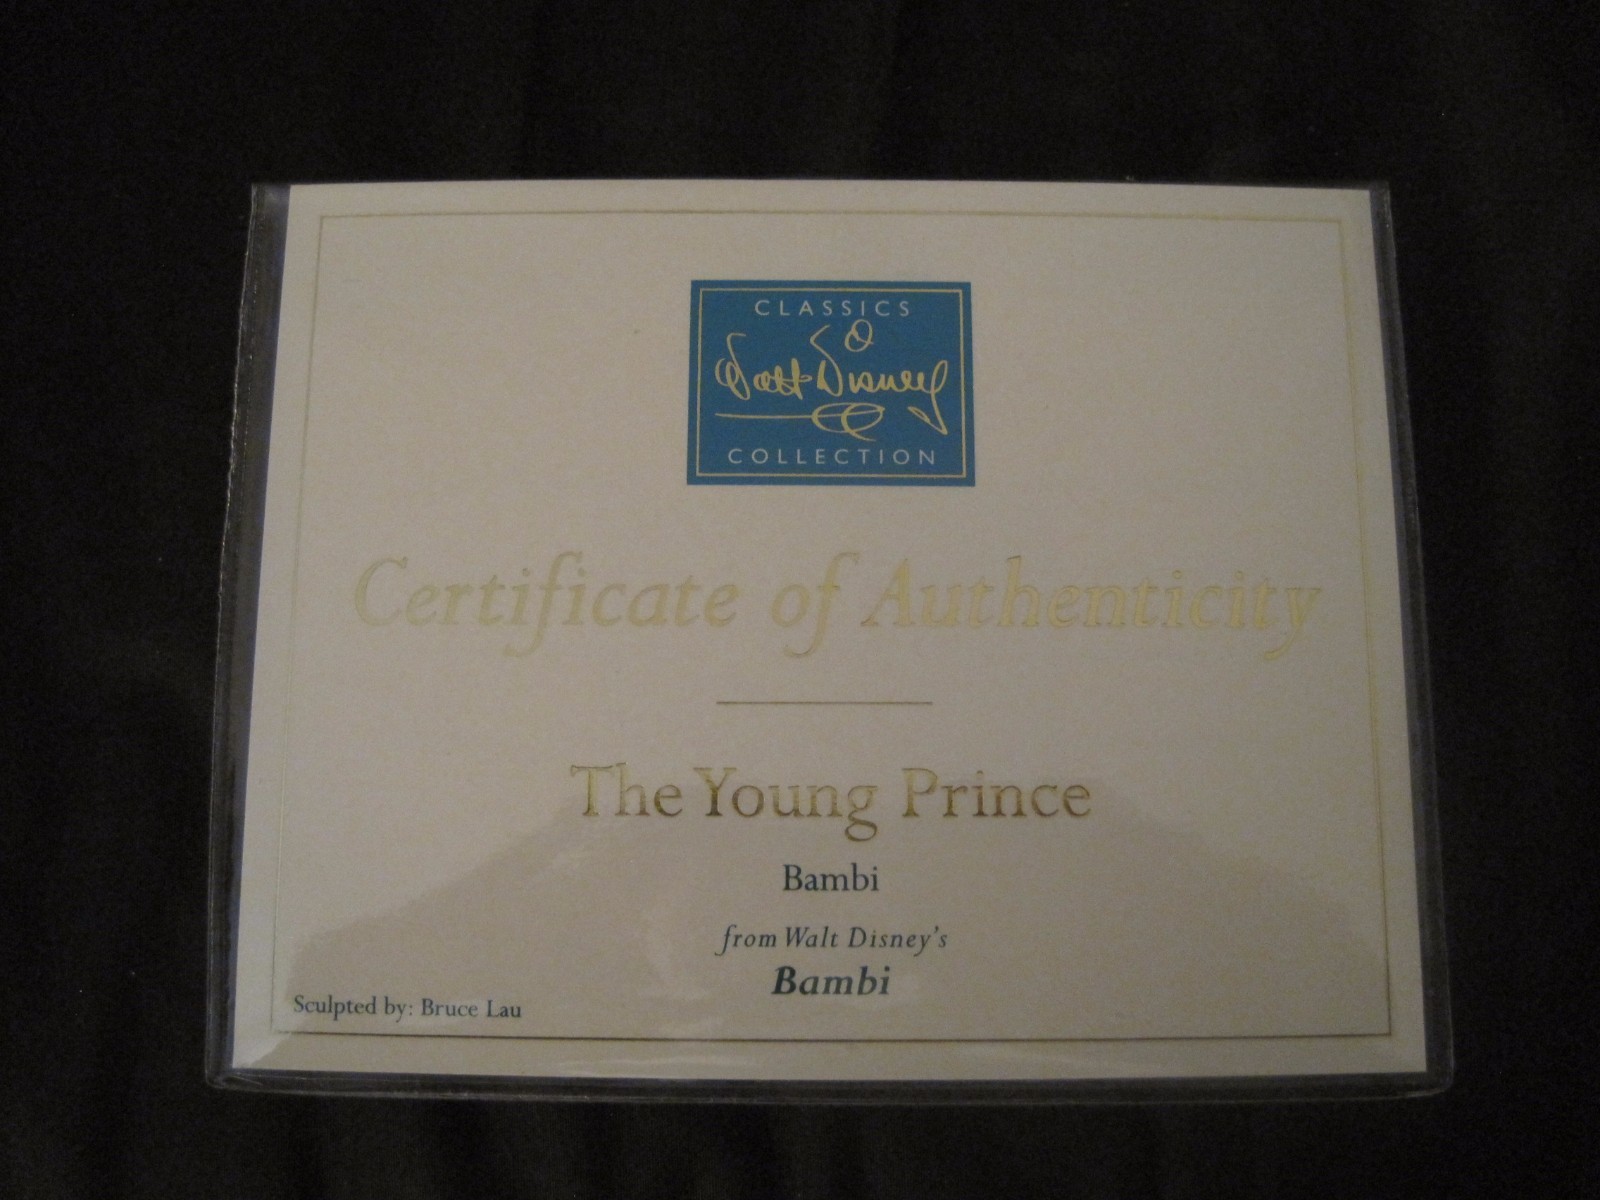 CLASSICS
Walt Disney
COLLECTION
Certificate of Authenticity
The Young Prince
Bambi
from Walt Disney's
Bambi
Sculpted by: Bruce Lau